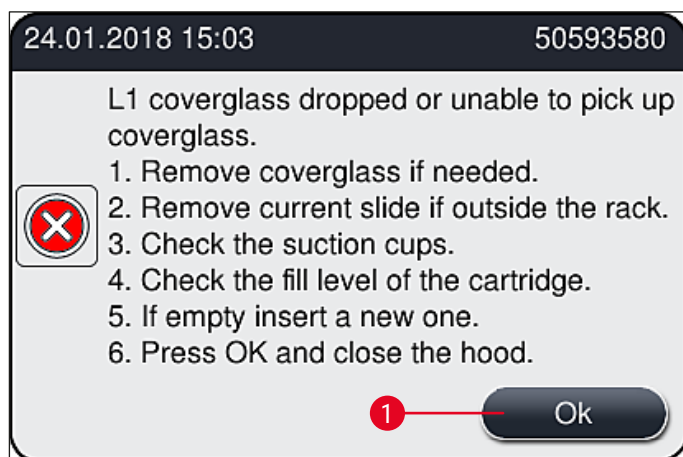 24.01.2018 15:03 50593580
L1 coverglass dropped or unable to pick up
coverglass.
1. Remove coverglass if needed.
2. Remove current slide if outside the rack.
3. Check the suction cups.
4. Check the fill level of the cartridge.
5. If empty insert a new one.
6. Press OK and close the hood.
1 Ok